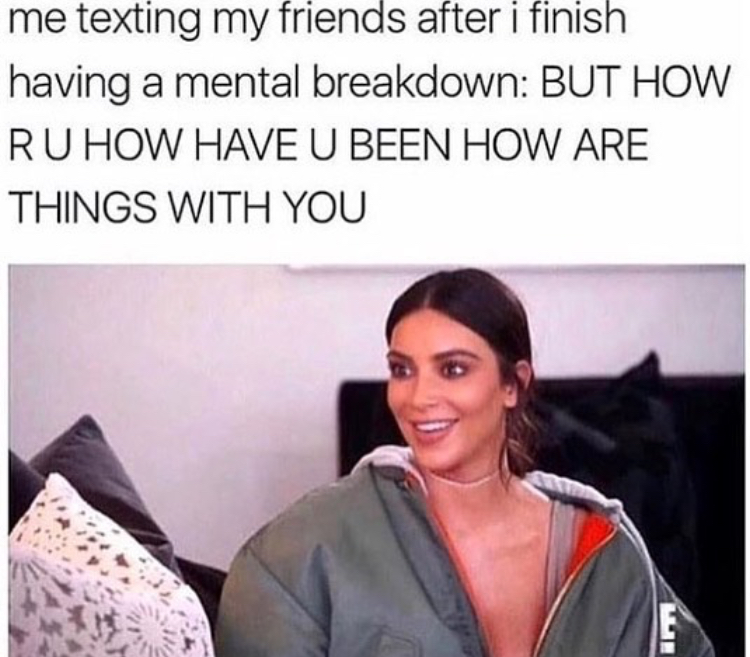 me texting my friends after i finish
having a mental breakdown: BUT HOW
R U HOW HAVE U BEEN HOW ARE
THINGS WITH YOU
E!